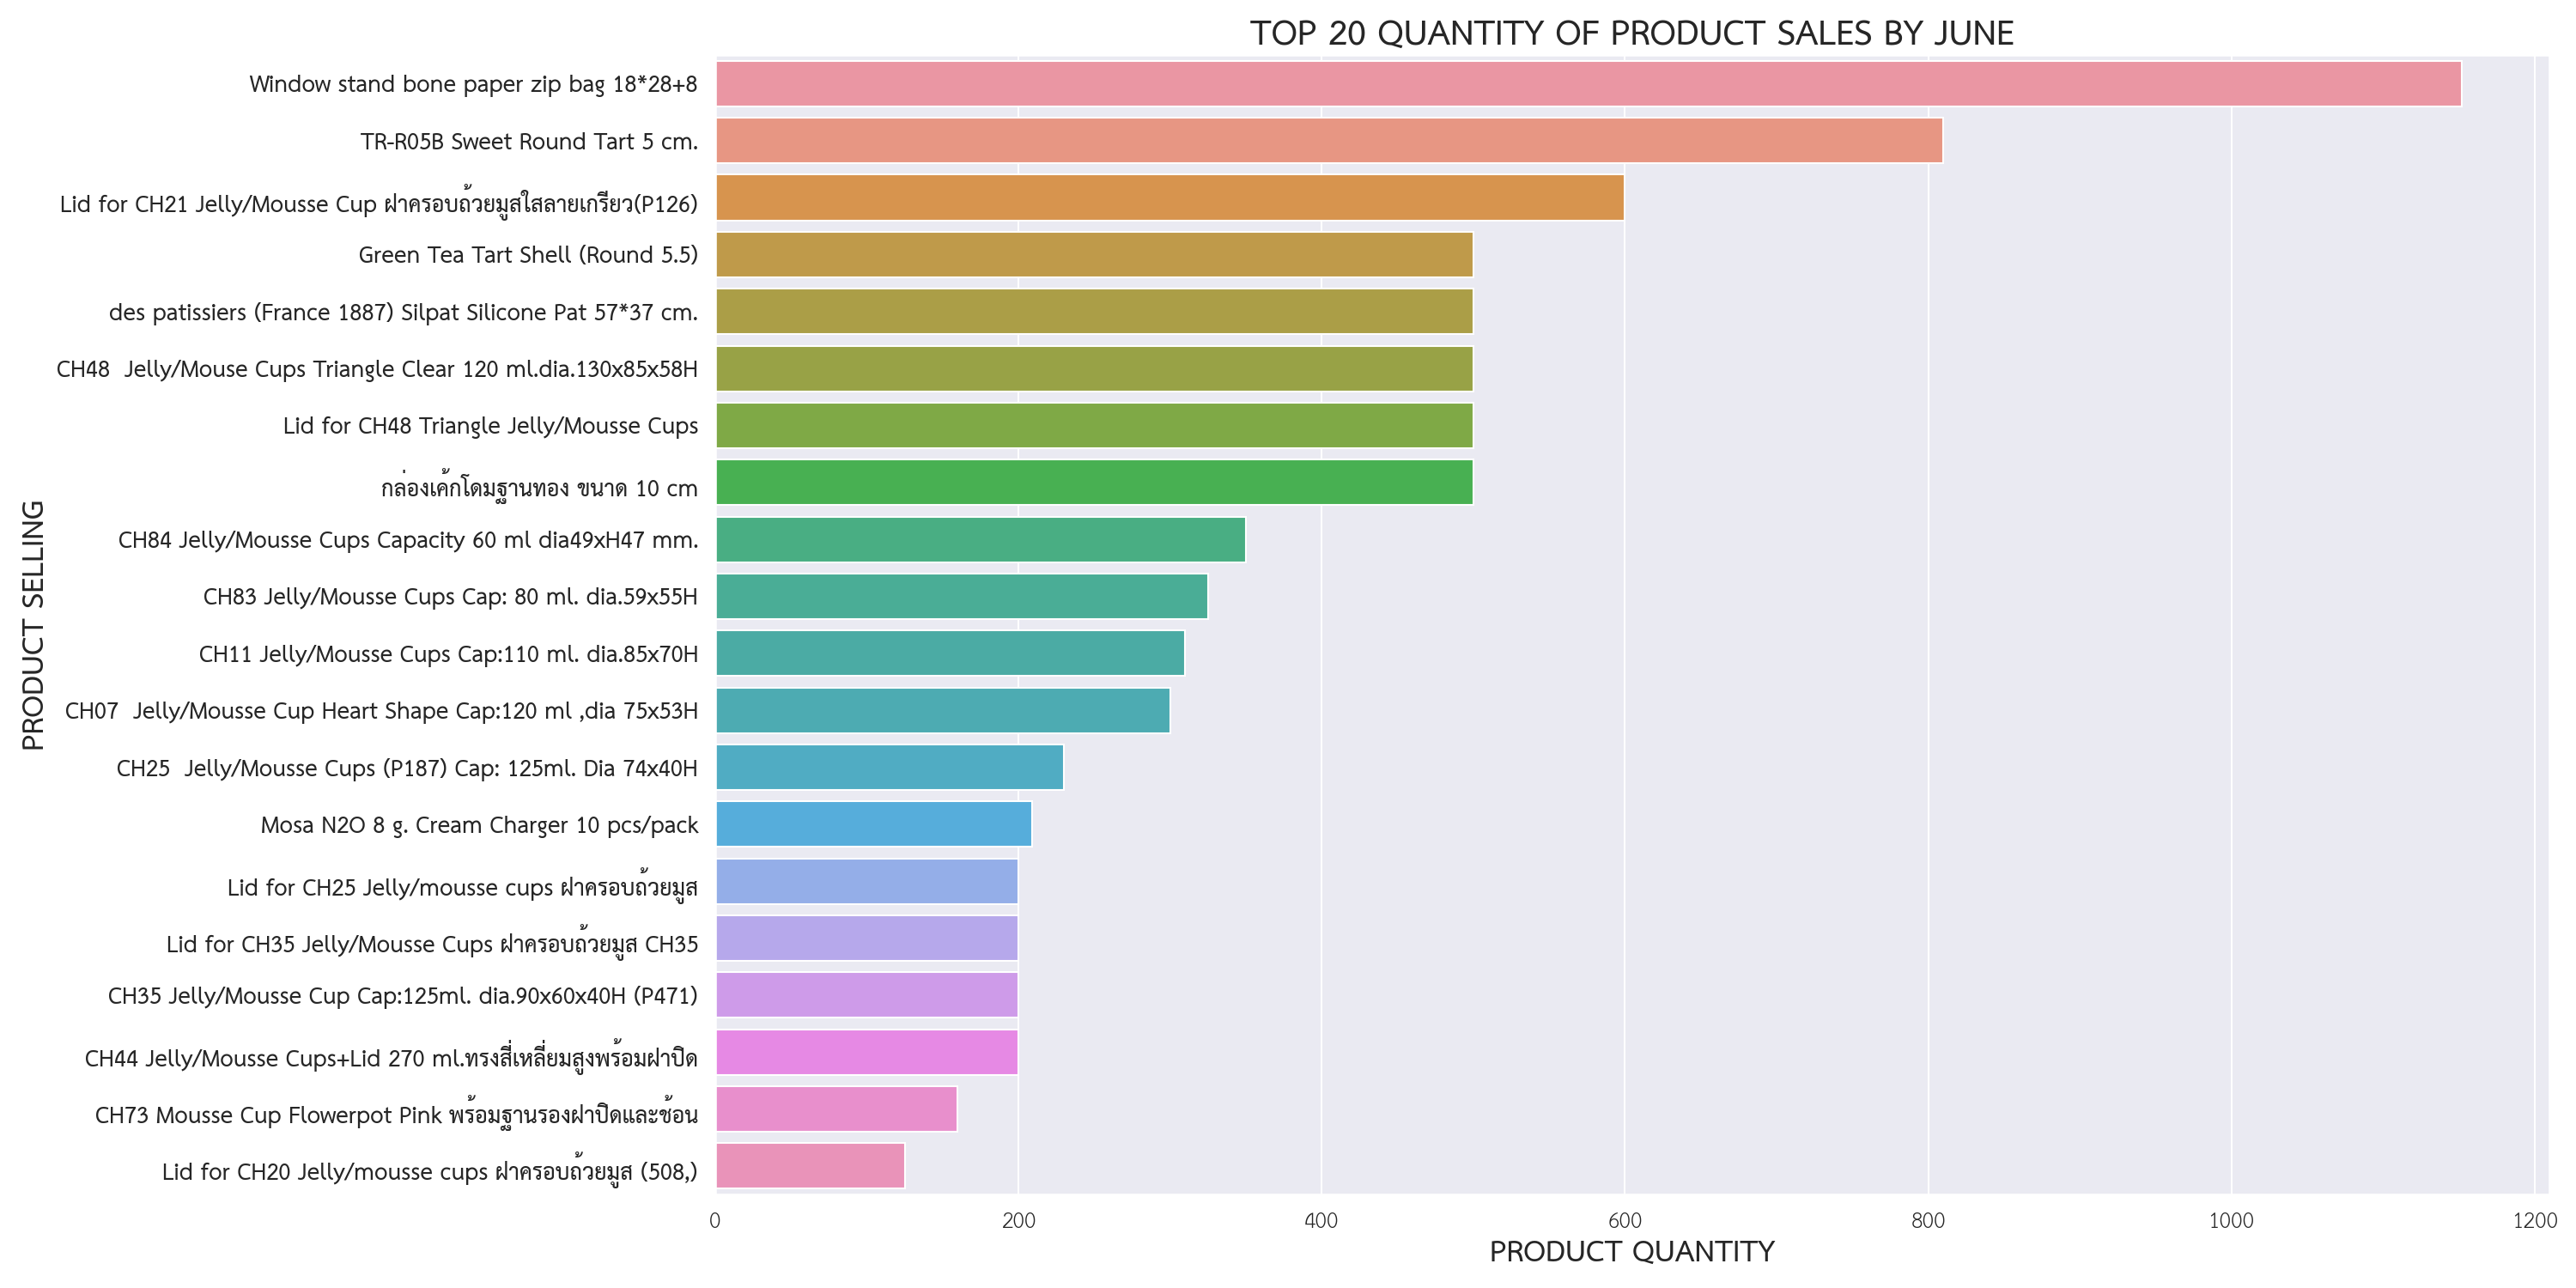 TOP 20 QUANTITY OF PRODUCT SALES BY JUNE
PRODUCT SELLING
Window stand bone paper zip bag 18*28+8
TR-R05B Sweet Round Tart 5 cm.
Lid for CH21 Jelly/Mousse Cup ฝาครอบถ้วยมูสใสลายเกรียว(P126)
Green Tea Tart Shell (Round 5.5)
des patissiers (France 1887) Silpat Silicone Pat 57*37 cm.
CH48  Jelly/Mouse Cups Triangle Clear 120 ml.dia.130x85x58H
Lid for CH48 Triangle Jelly/Mousse Cups
กล่องเค้กโดมฐานทอง ขนาด 10 cm
CH84 Jelly/Mousse Cups Capacity 60 ml dia49xH47 mm.
CH83 Jelly/Mousse Cups Cap: 80 ml. dia.59x55H
CH11 Jelly/Mousse Cups Cap:110 ml. dia.85x70H
CH07  Jelly/Mousse Cup Heart Shape Cap:120 ml ,dia 75x53H
CH25  Jelly/Mousse Cups (P187) Cap: 125ml. Dia 74x40H
Mosa N2O 8 g. Cream Charger 10 pcs/pack
Lid for CH25 Jelly/mousse cups ฝาครอบถ้วยมูส
Lid for CH35 Jelly/Mousse Cups ฝาครอบถ้วยมูส CH35
CH35 Jelly/Mousse Cup Cap:125ml. dia.90x60x40H (P471)
CH44 Jelly/Mousse Cups+Lid 270 ml.ทรงสี่เหลี่ยมสูงพร้อมฝาปิด
CH73 Mousse Cup Flowerpot Pink พร้อมฐานรองฝาปิดและช้อน
Lid for CH20 Jelly/mousse cups ฝาครอบถ้วยมูส (508,)
0 200 400 600 800 1000 1200
PRODUCT QUANTITY